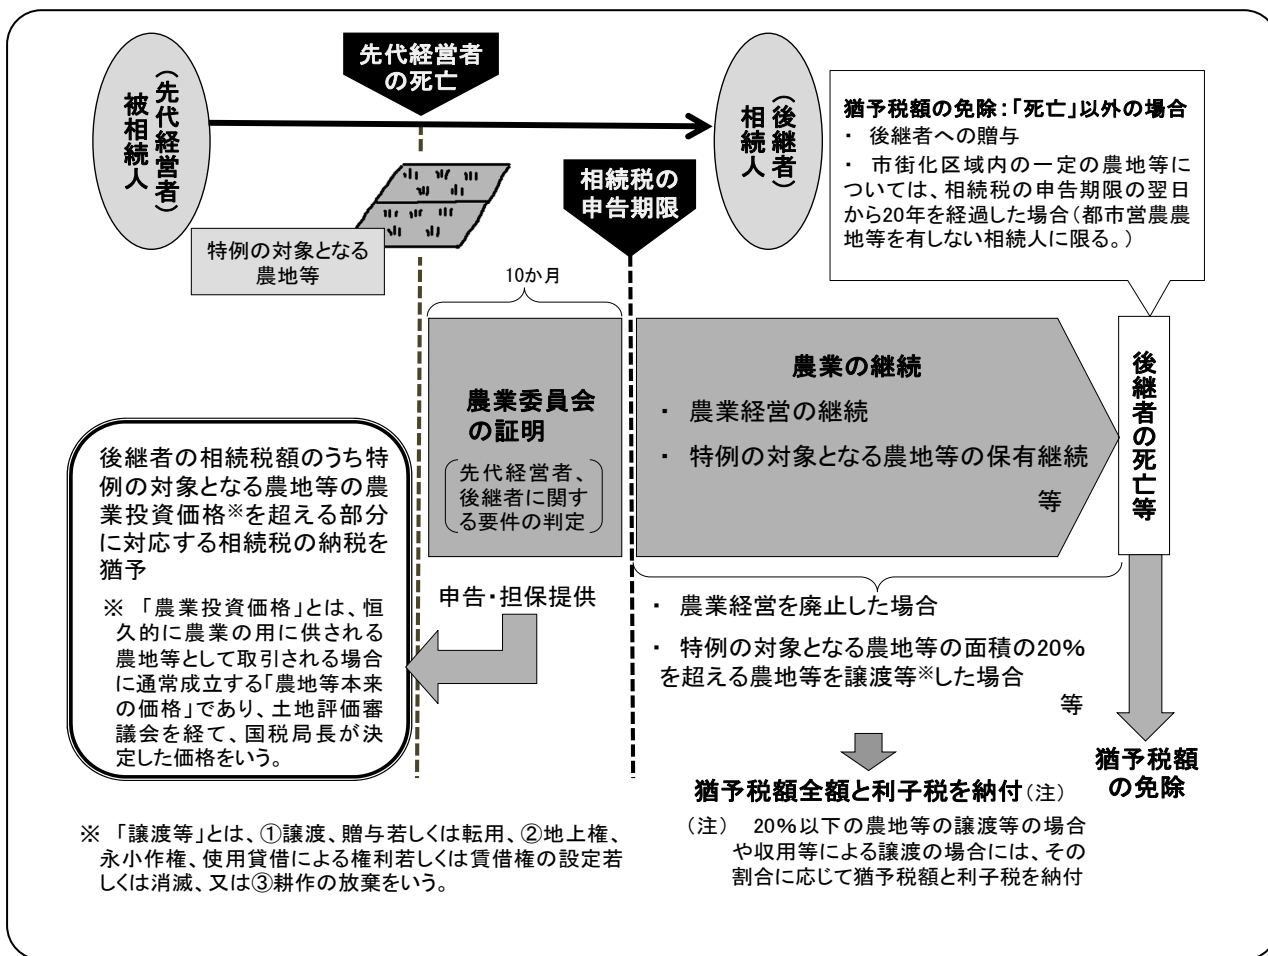 被相続人
（先代経営者）
先代経営者
の死亡
相続人
（後継者）
特例の対象となる
農地等
相続税の
申告期限
猶予税額の免除：「死亡」以外の場合
・ 後継者への贈与
・ 市街化区域内の一定の農地等に
ついては、相続税の申告期限の翌日
から20年を経過した場合（都市営農農
地等を有しない相続人に限る。）
10か月
農業委員会
の証明
先代経営者、
後継者に関す
る要件の判定
農業の継続
・ 農業経営の継続
・ 特例の対象となる農地等の保有継続
等
後継者の死亡等
後継者の相続税額のうち特
例の対象となる農地等の農
業投資価格※を超える部分
に対応する相続税の納税を
猶予
※ 「農業投資価格」とは、恒
久的に農業の用に供される
農地等として取引される場合
に通常成立する「農地等本来
の価格」であり、土地評価審
議会を経て、国税局長が決
定した価格をいう。
申告・担保提供
・ 農業経営を廃止した場合
・ 特例の対象となる農地等の面積の20%
を超える農地等を譲渡等※した場合
等
猶予税額全額と利子税を納付（注）
（注） 20%以下の農地等の譲渡等の場合
や収用等による譲渡の場合には、その
割合に応じて猶予税額と利子税を納付
猶予税額
の免除
※ 「譲渡等」とは、①譲渡、贈与若しくは転用、②地上権、
永小作権、使用貸借による権利若しくは賃借権の設定若
しくは消滅、又は③耕作の放棄をいう。